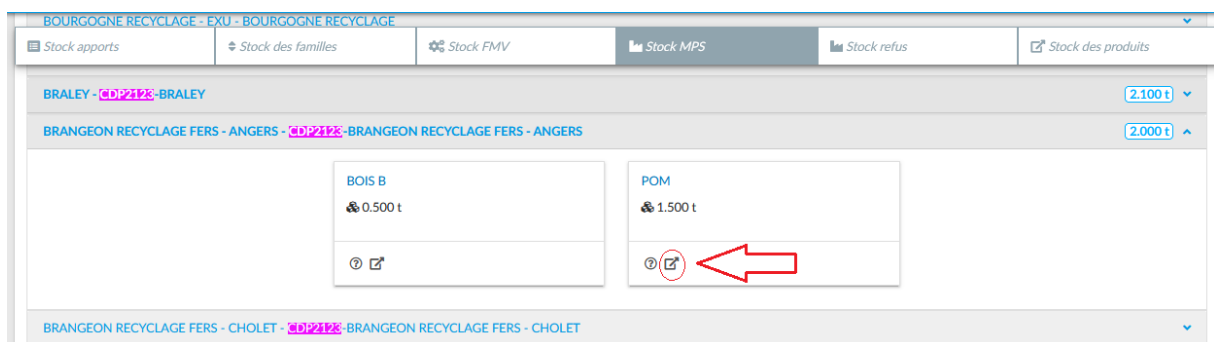 BOURGOGNE RECYCLAGE - EXU - BOURGOGNE RECYCLAGE
Stock apports
Stock des familles
Stock FMV
Stock MPS
Stock refus
Stock des produits
BRALEY - CDP2123-BRALEY
2.100 t
BRANGEON RECYCLAGE FERS - ANGERS - CDP2123-BRANGEON RECYCLAGE FERS - ANGERS
2.000 t
BOIS B
0.500 t
POM
1.500 t
BRANGEON RECYCLAGE FERS - CHOLET - CDP2123-BRANGEON RECYCLAGE FERS - CHOLET